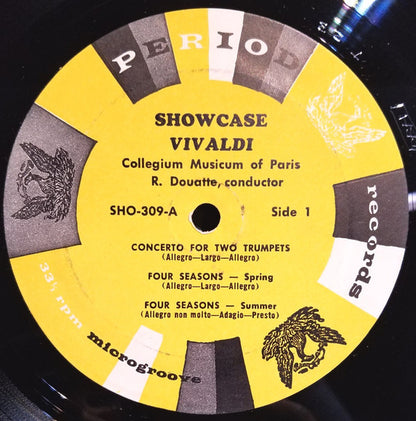 PERIOD
SHOWCASE
VIVALDI
Collegium Musicum of Paris
R. Douatte, conductor
SHO-309-A Side 1
CONCERTO FOR TWO TRUMPETS
(Allegro—Largo—Allegro)
FOUR SEASONS — Spring
(Allegro—Largo—Allegro)
FOUR SEASONS — Summer
(Allegro non molto—Adagio—Presto)
records
33⅓ rpm microgroove